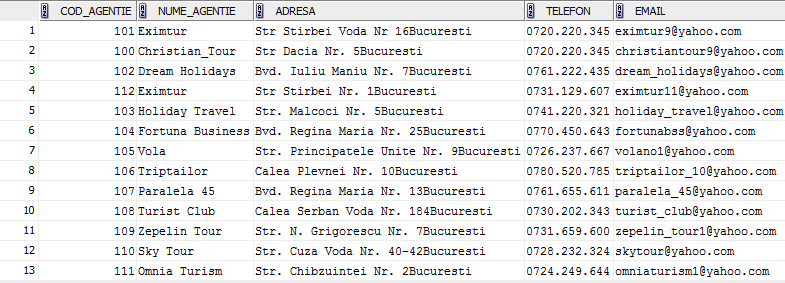 COD_AGENTIE NUME_AGENTIE ADRESA TELEFON EMAIL
1 101 Eximtur Str Stirbei Voda Nr 16Bucuresti 0720.220.345 eximtur9@yahoo.com
2 100 Christian_Tour Str Dacia Nr. 5Bucuresti 0720.220.345 christiantour9@yahoo.com
3 102 Dream Holidays Bvd. Iuliu Maniu Nr. 7Bucuresti 0761.222.435 dream_holidays@yahoo.com
4 112 Eximtur Str Stirbei Nr. 1Bucuresti 0731.129.607 eximtur11@yahoo.com
5 103 Holiday Travel Str. Malcoci Nr. 5Bucuresti 0741.220.321 holiday_travel@yahoo.com
6 104 Fortuna Business Bvd. Regina Maria Nr. 25Bucuresti 0770.450.643 fortunabss@yahoo.com
7 105 Vola Str. Principatele Unite Nr. 9Bucuresti 0726.237.667 volano1@yahoo.com
8 106 Triptailor Calea Plevnei Nr. 10Bucuresti 0780.520.785 triptailor_10@yahoo.com
9 107 Paralela 45 Bvd. Regina Maria Nr. 13Bucuresti 0761.655.611 paralela_45@yahoo.com
10 108 Turist Club Calea Serban Voda Nr. 184Bucuresti 0730.202.343 turist_club@yahoo.com
11 109 Zepelin Tour Str. N. Grigorescu Nr. 7Bucuresti 0731.659.600 zepelin_tour1@yahoo.com
12 110 Sky Tour Str. Cuza Voda Nr. 40-42Bucuresti 0728.232.324 skytour@yahoo.com
13 111 Omnia Turism Str. Chibzuintei Nr. 2Bucuresti 0724.249.644 omniaturism1@yahoo.com